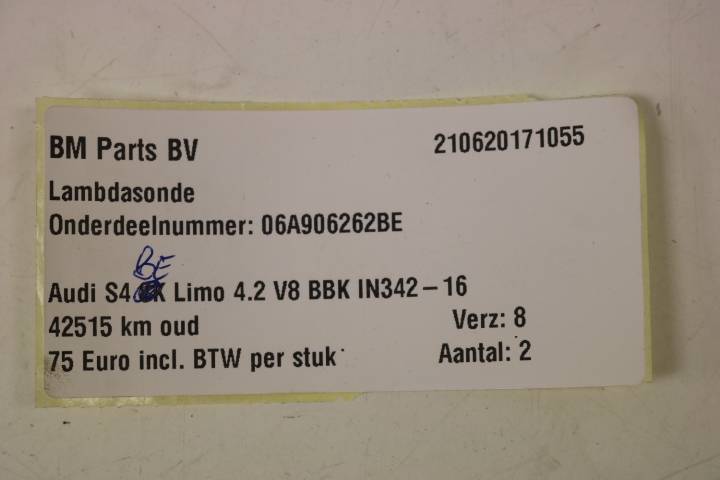 BM Parts BV 210620171055
Lambdasonde
Onderdeelnummer: 06A906262BE
BE
Audi S4 Limo 4.2 V8 BBK IN342-16
42515 km oud Verz: 8
75 Euro incl. BTW per stuk Aantal: 2